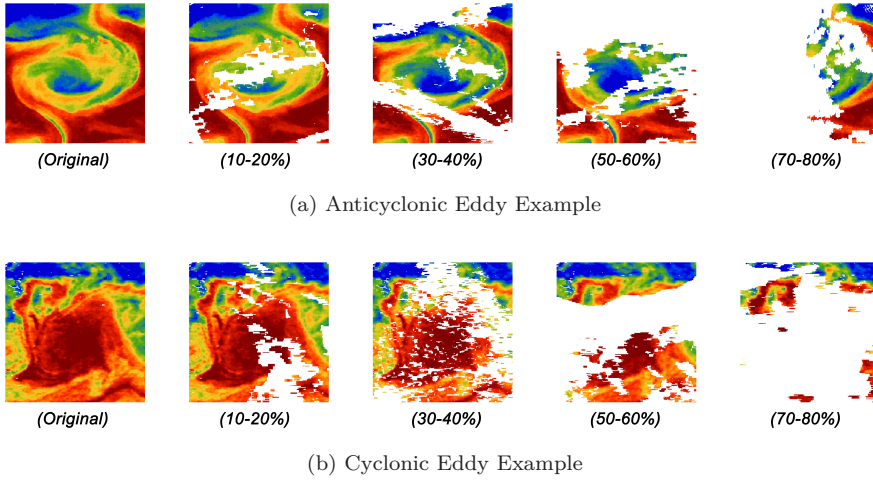 (Original) (10-20%) (30-40%) (50-60%) (70-80%)
(a) Anticyclonic Eddy Example
(Original) (10-20%) (30-40%) (50-60%) (70-80%)
(b) Cyclonic Eddy Example